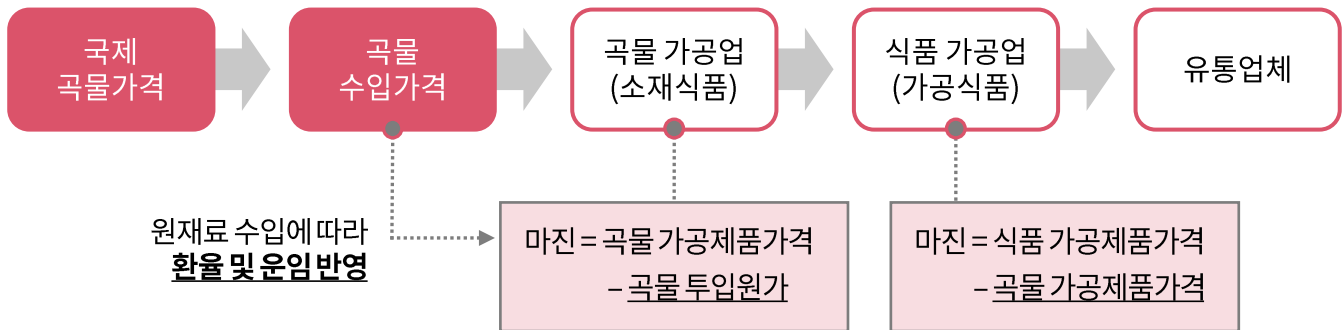 국제
곡물가격
곡물
수입가격
곡물 가공업
(소재식품)
식품 가공업
(가공식품)
유통업체
원재료 수입에 따라
환율 및 운임 반영
마진 = 곡물 가공제품가격
– 곡물 투입원가
마진 = 식품 가공제품가격
– 곡물 가공제품가격